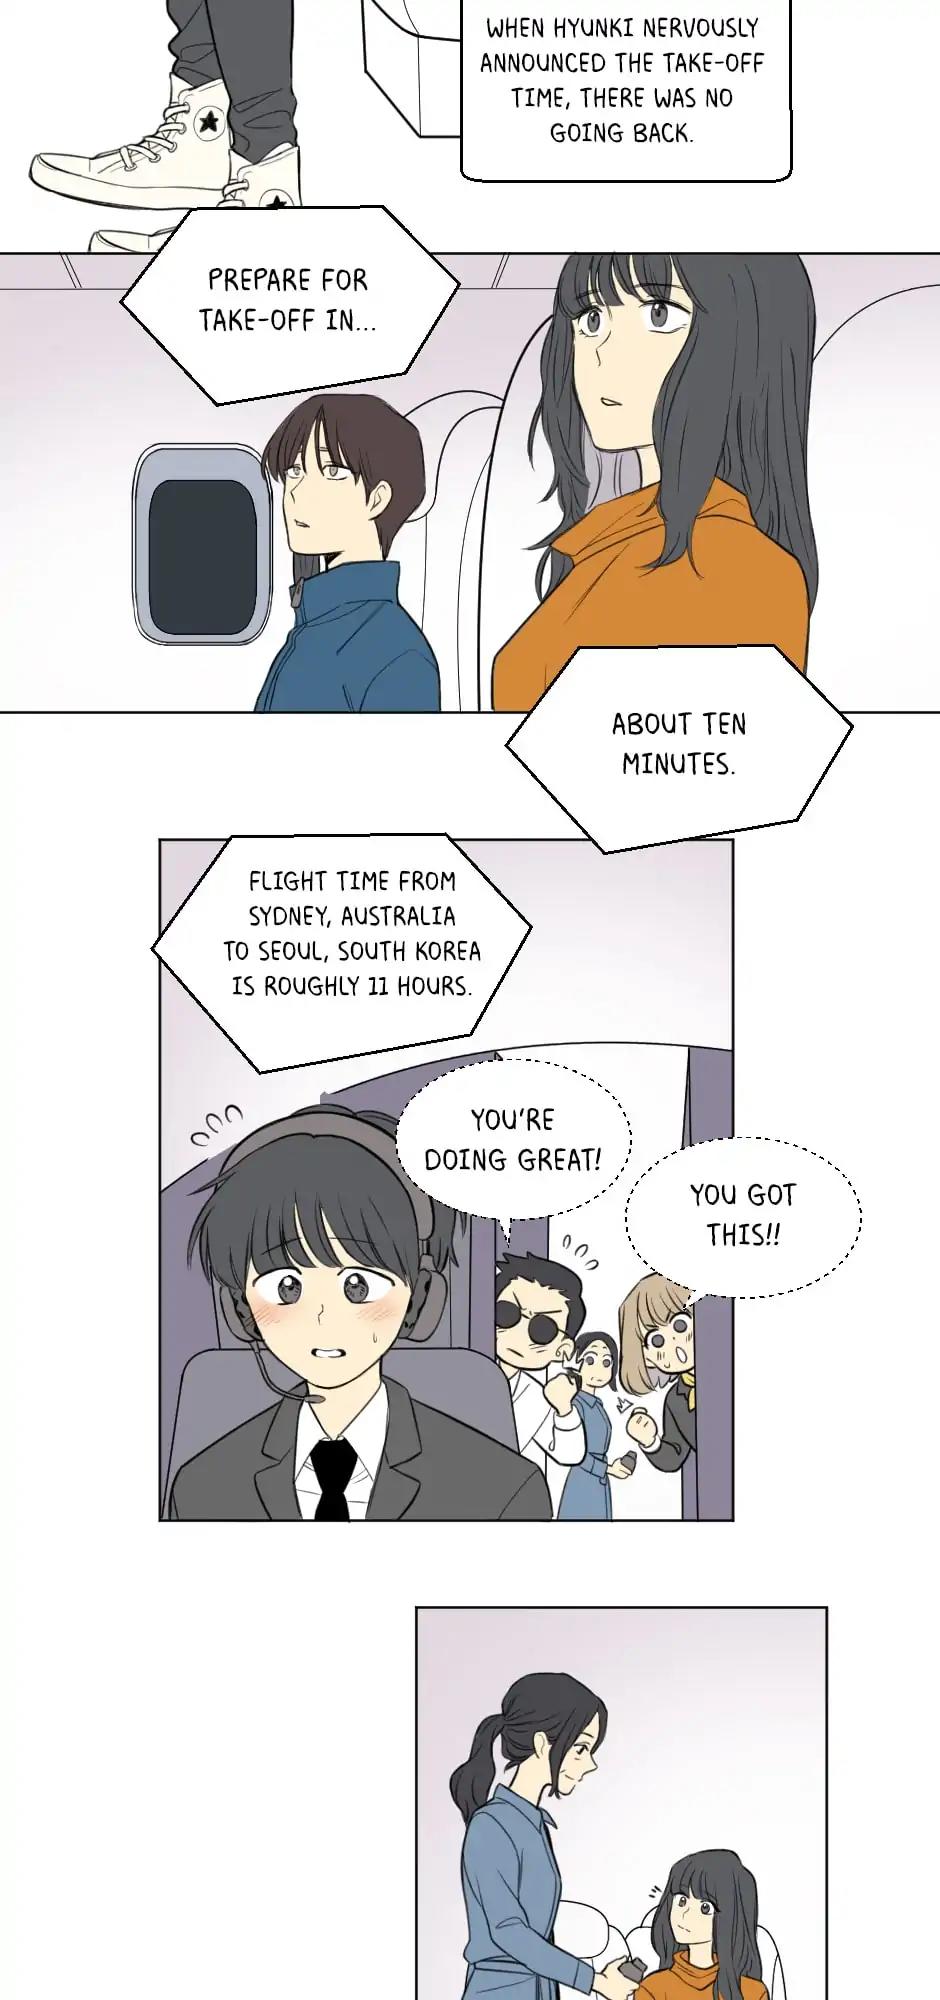 WHEN HYUNKI NERVOUSLY
ANNOUNCED THE TAKE-OFF
TIME, THERE WAS NO
GOING BACK.
PREPARE FOR
TAKE-OFF IN...
ABOUT TEN
MINUTES.
FLIGHT TIME FROM
SYDNEY, AUSTRALIA
TO SEOUL, SOUTH KOREA
IS ROUGHLY 11 HOURS.
YOU'RE
DOING GREAT!
YOU GOT
THIS!!